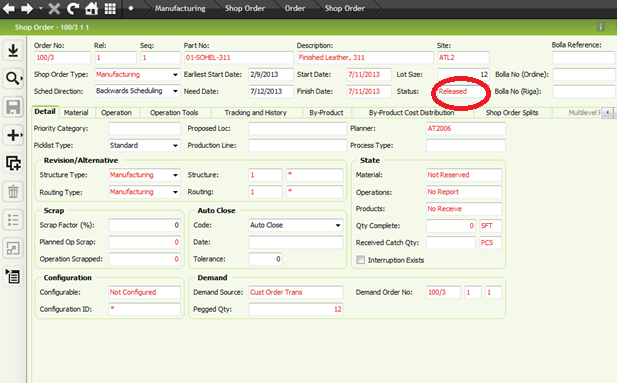 Manufacturing Shop Order Order Shop Order
Shop Order - 100/3 1 1
Order No: Rel: Seq: Part No: Description: Site: Bolla Reference:
100/3 1 1 01-SOHEL-311 Finished Leather, 311 ATL2
Shop Order Type: Manufacturing Earliest Start Date: 2/9/2013 Start Date: 7/11/2013 Lot Size: 12 Bolla No (Ordine):
Sched Direction: Backwards Scheduling Need Date: 7/12/2013 Finish Date: 7/11/2013 Status: Released Bolla No (Riga):
Detail Material Operation Operation Tools Tracking and History By-Product By-Product Cost Distribution Shop Order Splits Multilevel
Priority Category: Proposed Loc: Planner: AT2006
Picklist Type: Standard Production Line: Process Type:
Revision/Alternative State
Structure Type: Manufacturing Structure: 1 * Material: Not Reserved
Routing Type: Manufacturing Routing: 1 * Operations: No Report
Products: No Receive
Scrap Auto Close
Scrap Factor (%): 0 Code: Auto Close Qty Complete: 0 SFT
Planned Op Scrap: 0 Date: Received Catch Qty: PCS
Operation Scrapped: 0 Tolerance: 0 Interruption Exists
Configuration Demand
Configurable: Not Configured Demand Source: Cust Order Trans Demand Order No: 100/3 1 1
Configuration ID: * Pegged Qty: 12